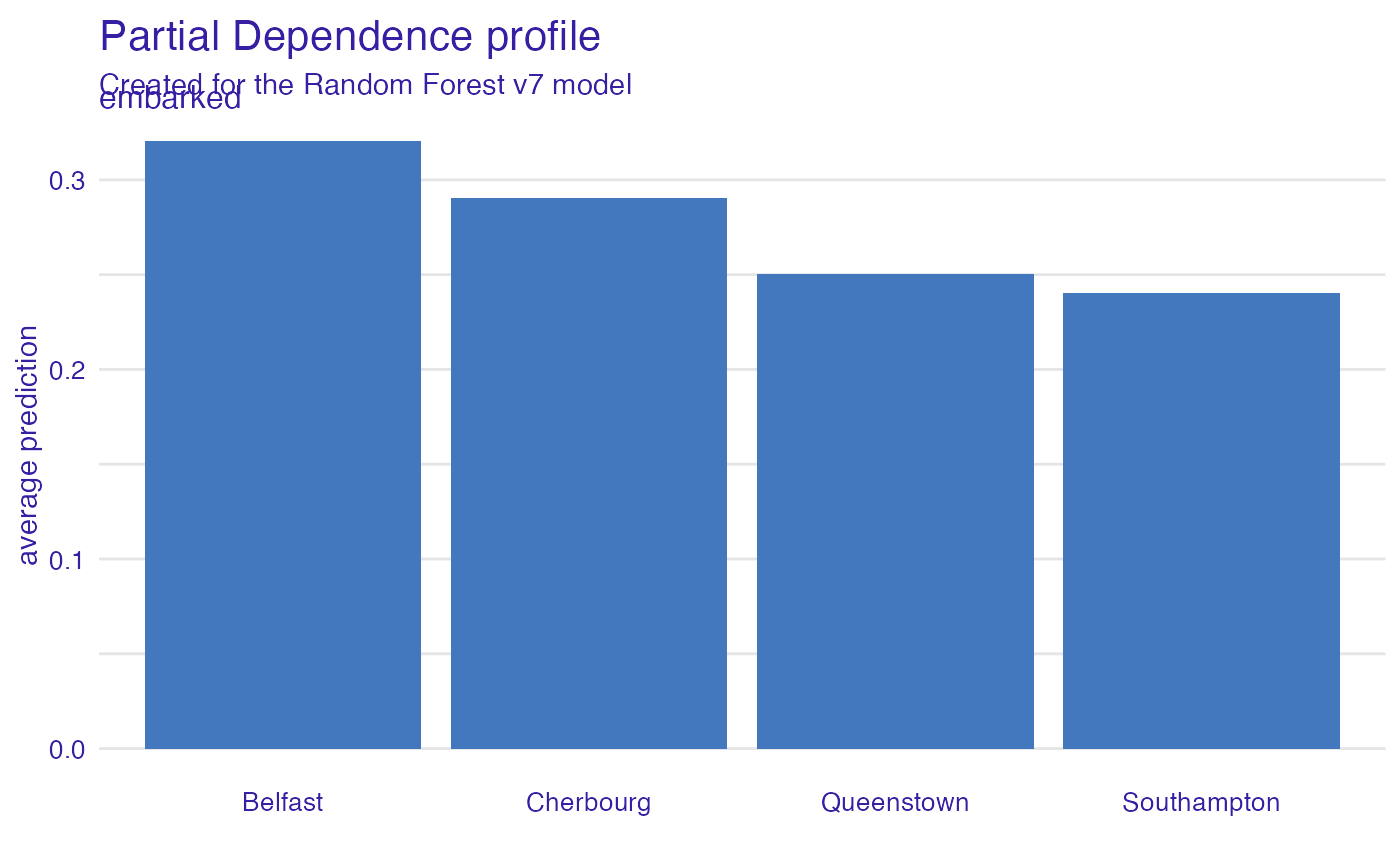 Partial Dependence profile
Created for the Random Forest v7 model
embarked
average prediction
0.3
0.2
0.1
0.0
Belfast Cherbourg Queenstown Southampton